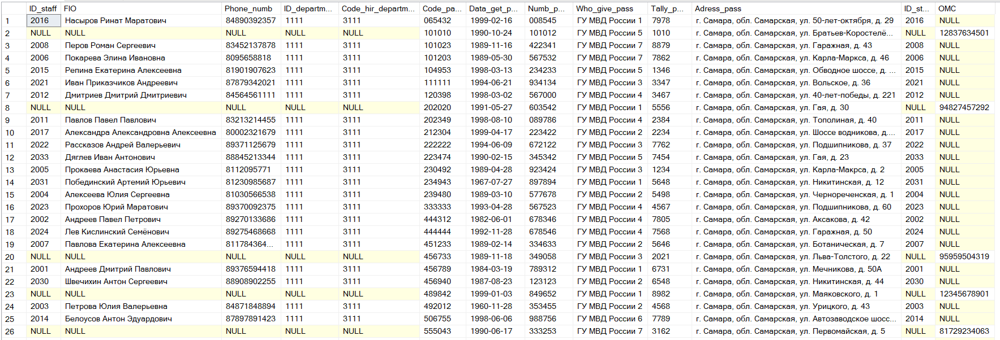 ID_staff FIO Phone_numb ID_departm... Code_hir_departm... Code_pa... Data_get_p... Numb_p... Who_give_pass Tally_p... Adress_pass ID_st... OMC
1 2016 Насыров Ринат Маратович 84890392357 1111 3111 065432 1999-02-16 008545 ГУ МВД России 1 7978 г. Самара, обл. Самарская, ул. 50-лет-октября, д. 29 2016 NULL
2 NULL NULL NULL NULL NULL 101010 1990-10-24 101012 ГУ МВД России 5 1010 г. Самара, обл. Самарская, ул. Братьев-Коростелё... NULL 12837634501
3 2008 Перов Роман Сергеевич 83452137878 1111 3111 101023 1989-11-16 422341 ГУ МВД России 7 8879 г. Самара, обл. Самарская, ул. Гаражная, д. 43 2008 NULL
4 2006 Покарева Элина Ивановна 8095658818 1111 3111 101203 1989-05-30 567532 ГУ МВД России 7 7862 г. Самара, обл. Самарская, ул. Карла-Маркса, д. 46 2006 NULL
5 2015 Репина Екатерина Алексеевна 81901907623 1111 3111 104953 1998-03-13 234233 ГУ МВД России 5 1346 г. Самара, обл. Самарская, ул. Обводное шоссе, д. ... 2015 NULL
6 2021 Иван Приказчиков Андреевич 87879342021 1111 3111 111111 1994-06-21 934134 ГУ МВД России 3 3347 г. Самара, обл. Самарская, ул. Вольское, д. 36 2021 NULL
7 2012 Дмитриев Дмитрий Дмитриевич 84564561111 1111 3111 120398 1998-03-02 567000 ГУ МВД России 4 3467 г. Самара, обл. Самарская, ул. 40-лет-победы, д. 221 2012 NULL
8 NULL NULL NULL NULL NULL 202020 1991-05-27 603542 ГУ МВД России 1 5556 г. Самара, обл. Самарская, ул. Гая, д. 30 NULL 94827457292
9 2011 Павлов Павел Павлович 83213214455 1111 3111 202349 1998-08-10 089786 ГУ МВД России 4 2384 г. Самара, обл. Самарская, ул. Тополиная, д. 40 2011 NULL
10 2017 Александра Александровна Алексеевна 80002321679 1111 3111 212304 1999-04-17 223422 ГУ МВД России 2 2234 г. Самара, обл. Самарская, ул. Шоссе водникова, д.... 2017 NULL
11 2022 Рассказов Андрей Валерьевич 89371125679 1111 3111 222222 1994-06-09 672122 ГУ МВД России 3 7762 г. Самара, обл. Самарская, ул. Подшипникова, д. 37 2022 NULL
12 2033 Дяглев Иван Антонович 88845213344 1111 3111 223474 1990-02-15 345342 ГУ МВД России 5 7454 г. Самара, обл. Самарская, ул. Гая, д. 23 2033 NULL
13 2005 Прокаева Анастасия Юрьевна 8112095771 1111 3111 230492 1989-04-28 923424 ГУ МВД России 3 1234 г. Самара, обл. Самарская, ул. Карла-Макрса, д. 2 2005 NULL
14 2031 Победински​й Артемий Юрьевич 81230985687 1111 3111 234943 1967-07-27 897894 ГУ МВД России 1 5648 г. Самара, обл. Самарская, ул. Никитинская, д. 12 2031 NULL
15 2004 Алексеева Юлия Сергеевна 81030566538 1111 3111 239480 1989-03-10 577678 ГУ МВД России 2 5498 г. Самара, обл. Самарская, ул. Чернореченская, д. 1 2004 NULL
16 2023 Прохоров Юрий Маратович 89370092375 1111 3111 333333 1993-04-28 567523 ГУ МВД России 4 4567 г. Самара, обл. Самарская, ул. Подшипникова, д. 60 2023 NULL
17 2002 Андреев Павел Петрович 89270133686 1111 3111 444312 1982-06-01 678346 ГУ МВД России 4 7805 г. Самара, обл. Самарская, ул. Аксакова, д. 42 2002 NULL
18 2024 Лев Кислинский Семёнович 89275468668 1111 3111 444444 1992-11-28 678546 ГУ МВД России 4 7568 г. Самара, обл. Самарская, ул. Гаражная, д. 50 2024 NULL
19 2007 Павлова Екатерина Алексеевна 811784364... 1111 3111 451233 1989-02-14 334633 ГУ МВД России 2 5646 г. Самара, обл. Самарская, ул. Ботаническая, д. 7 2007 NULL
20 NULL NULL NULL NULL NULL 456733 1989-11-18 349058 ГУ МВД России 3 2021 г. Самара, обл. Самарская, ул. Льва-Толстого, д. 22 NULL 95959504319
21 2001 Андреев Дмитрий Павлович 89376594418 1111 3111 456789 1984-03-19 789312 ГУ МВД России 1 6731 г. Самара, обл. Самарская, ул. Мечникова, д. 50А 2001 NULL
22 2030 Швечихин Антон Сергеевич 88908902255 1111 3111 456940 1987-08-23 123123 ГУ МВД России 2 6548 г. Самара, обл. Самарская, ул. Никитинская, д. 44 2030 NULL
23 NULL NULL NULL NULL NULL 489842 1999-01-03 849652 ГУ МВД России 1 8982 г. Самара, обл. Самарская, ул. Маяковского, д. 1 NULL 12345678901
24 2003 Петрова Юлия Валерьевна 84871848894 1111 3111 492012 1960-11-28 353455 ГУ МВД России 2 4568 г. Самара, обл. Самарская, ул. Урицкого, д. 43 2003 NULL
25 2014 Белоусов Антон Эдуардович 87897891423 1111 3111 506755 1998-06-06 988756 ГУ МВД России 6 7789 г. Самара, обл. Самарская, ул. Автозаводское шосс... 2014 NULL
26 NULL NULL NULL NULL NULL 555043 1990-06-17 333253 ГУ МВД России 7 3162 г. Самара, обл. Самарская, ул. Первомайская, д. 5 NULL 81729234063